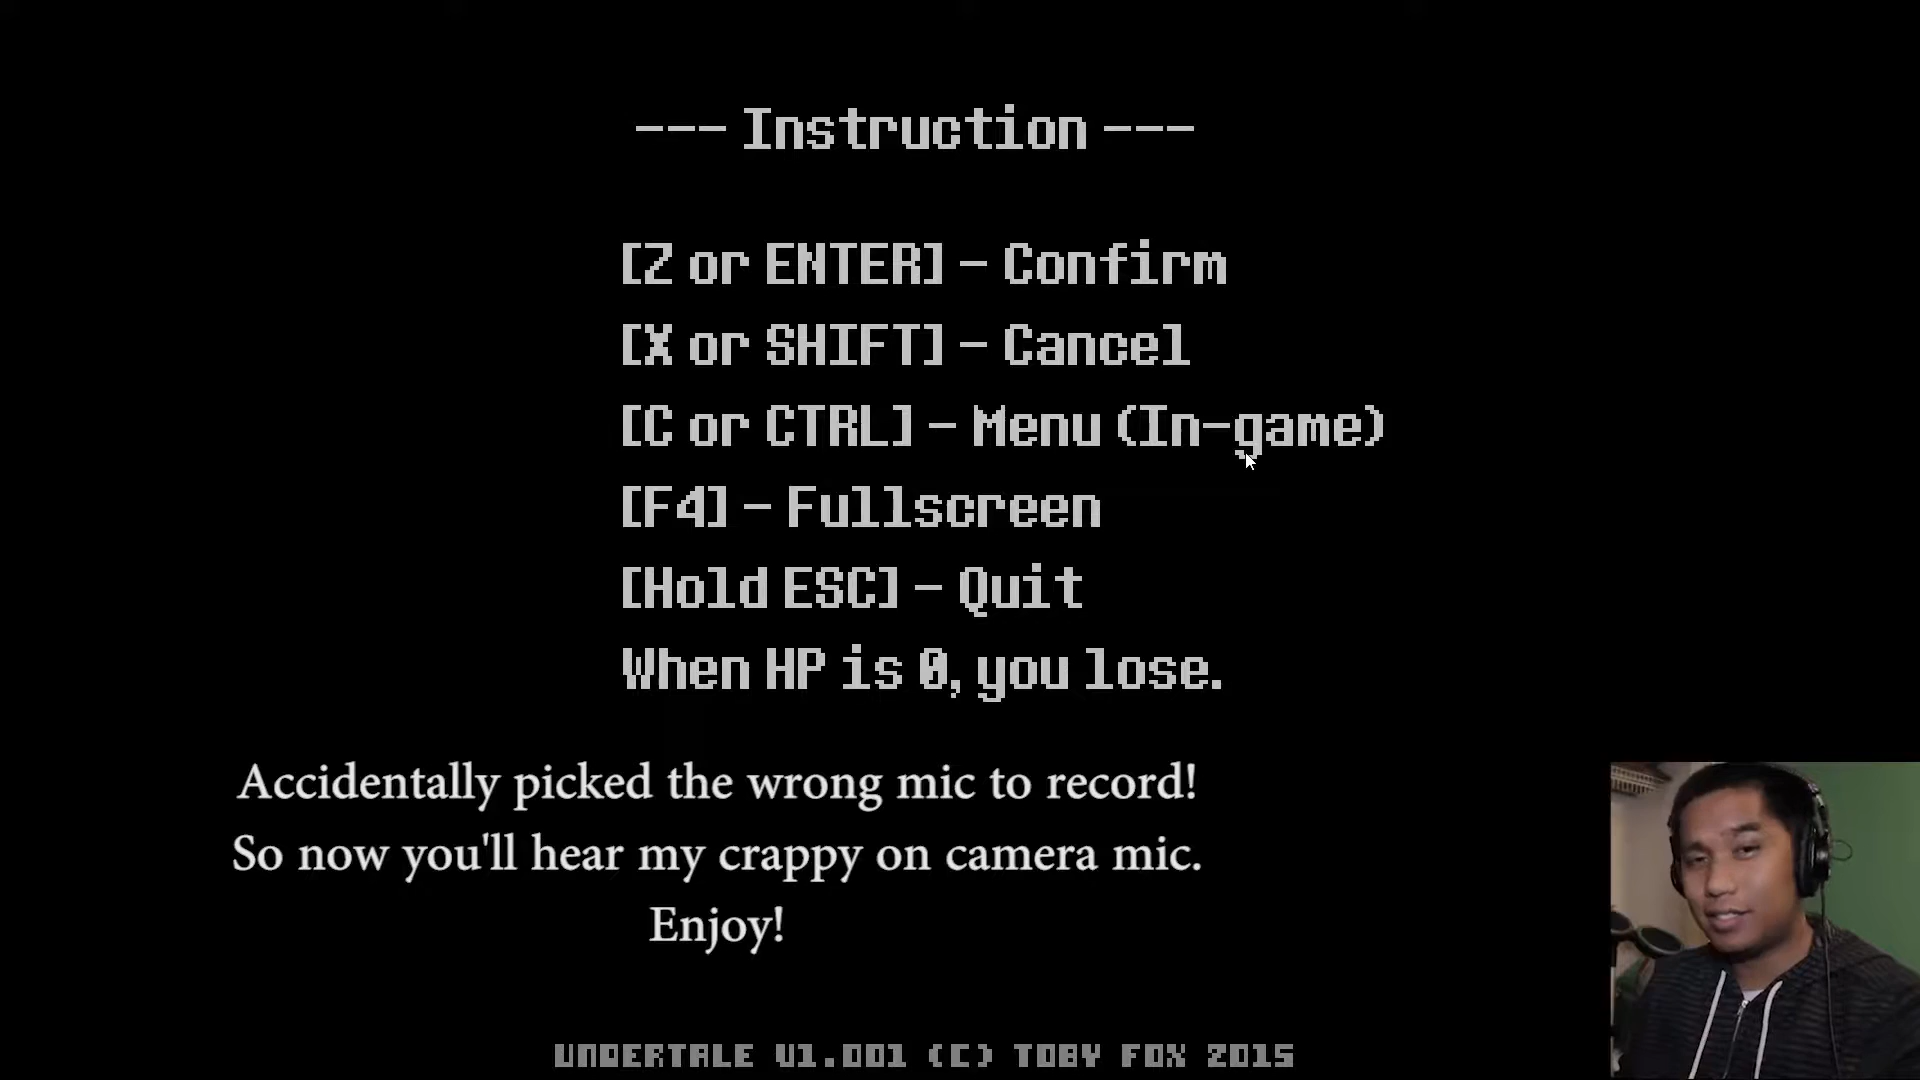 --- Instruction ---
[Z or ENTER] - Confirm
[X or SHIFT] - Cancel
[C or CTRL] - Menu (In-game)
[F4] - Fullscreen
[Hold ESC] - Quit
When HP is 0, you lose.
Accidentally picked the wrong mic to record!
So now you'll hear my crappy on camera mic.
Enjoy!
UNDERTALE V1.001 (C) TOBY FOX 2015